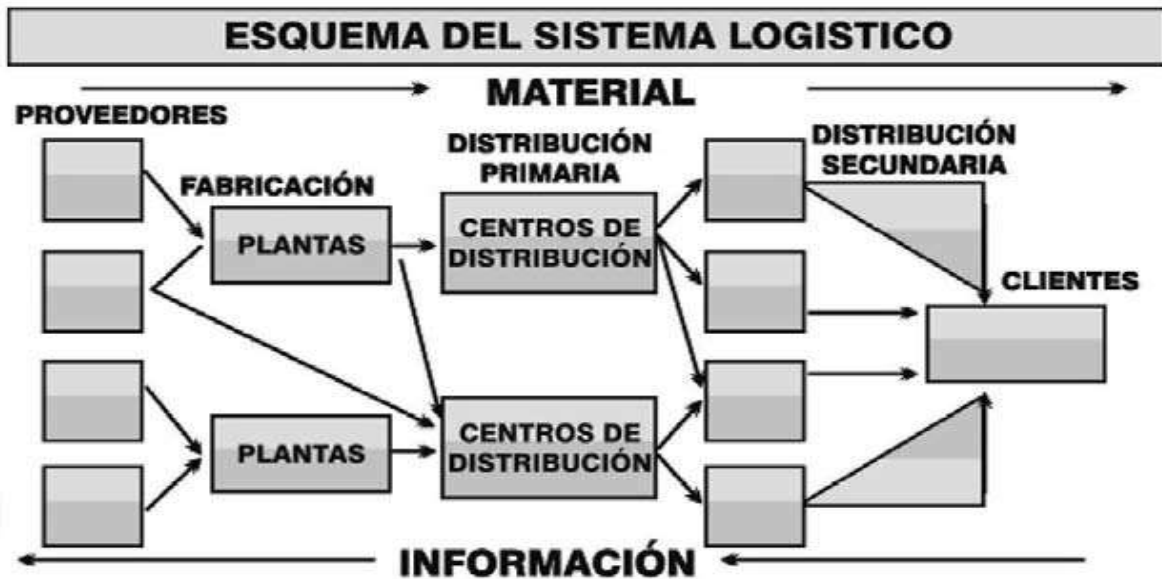 ESQUEMA DEL SISTEMA LOGISTICO
MATERIAL
PROVEEDORES
FABRICACIÓN
PLANTAS
PLANTAS
DISTRIBUCIÓN
PRIMARIA
CENTROS DE
DISTRIBUCIÓN
CENTROS DE
DISTRIBUCIÓN
DISTRIBUCIÓN
SECUNDARIA
CLIENTES
INFORMACIÓN